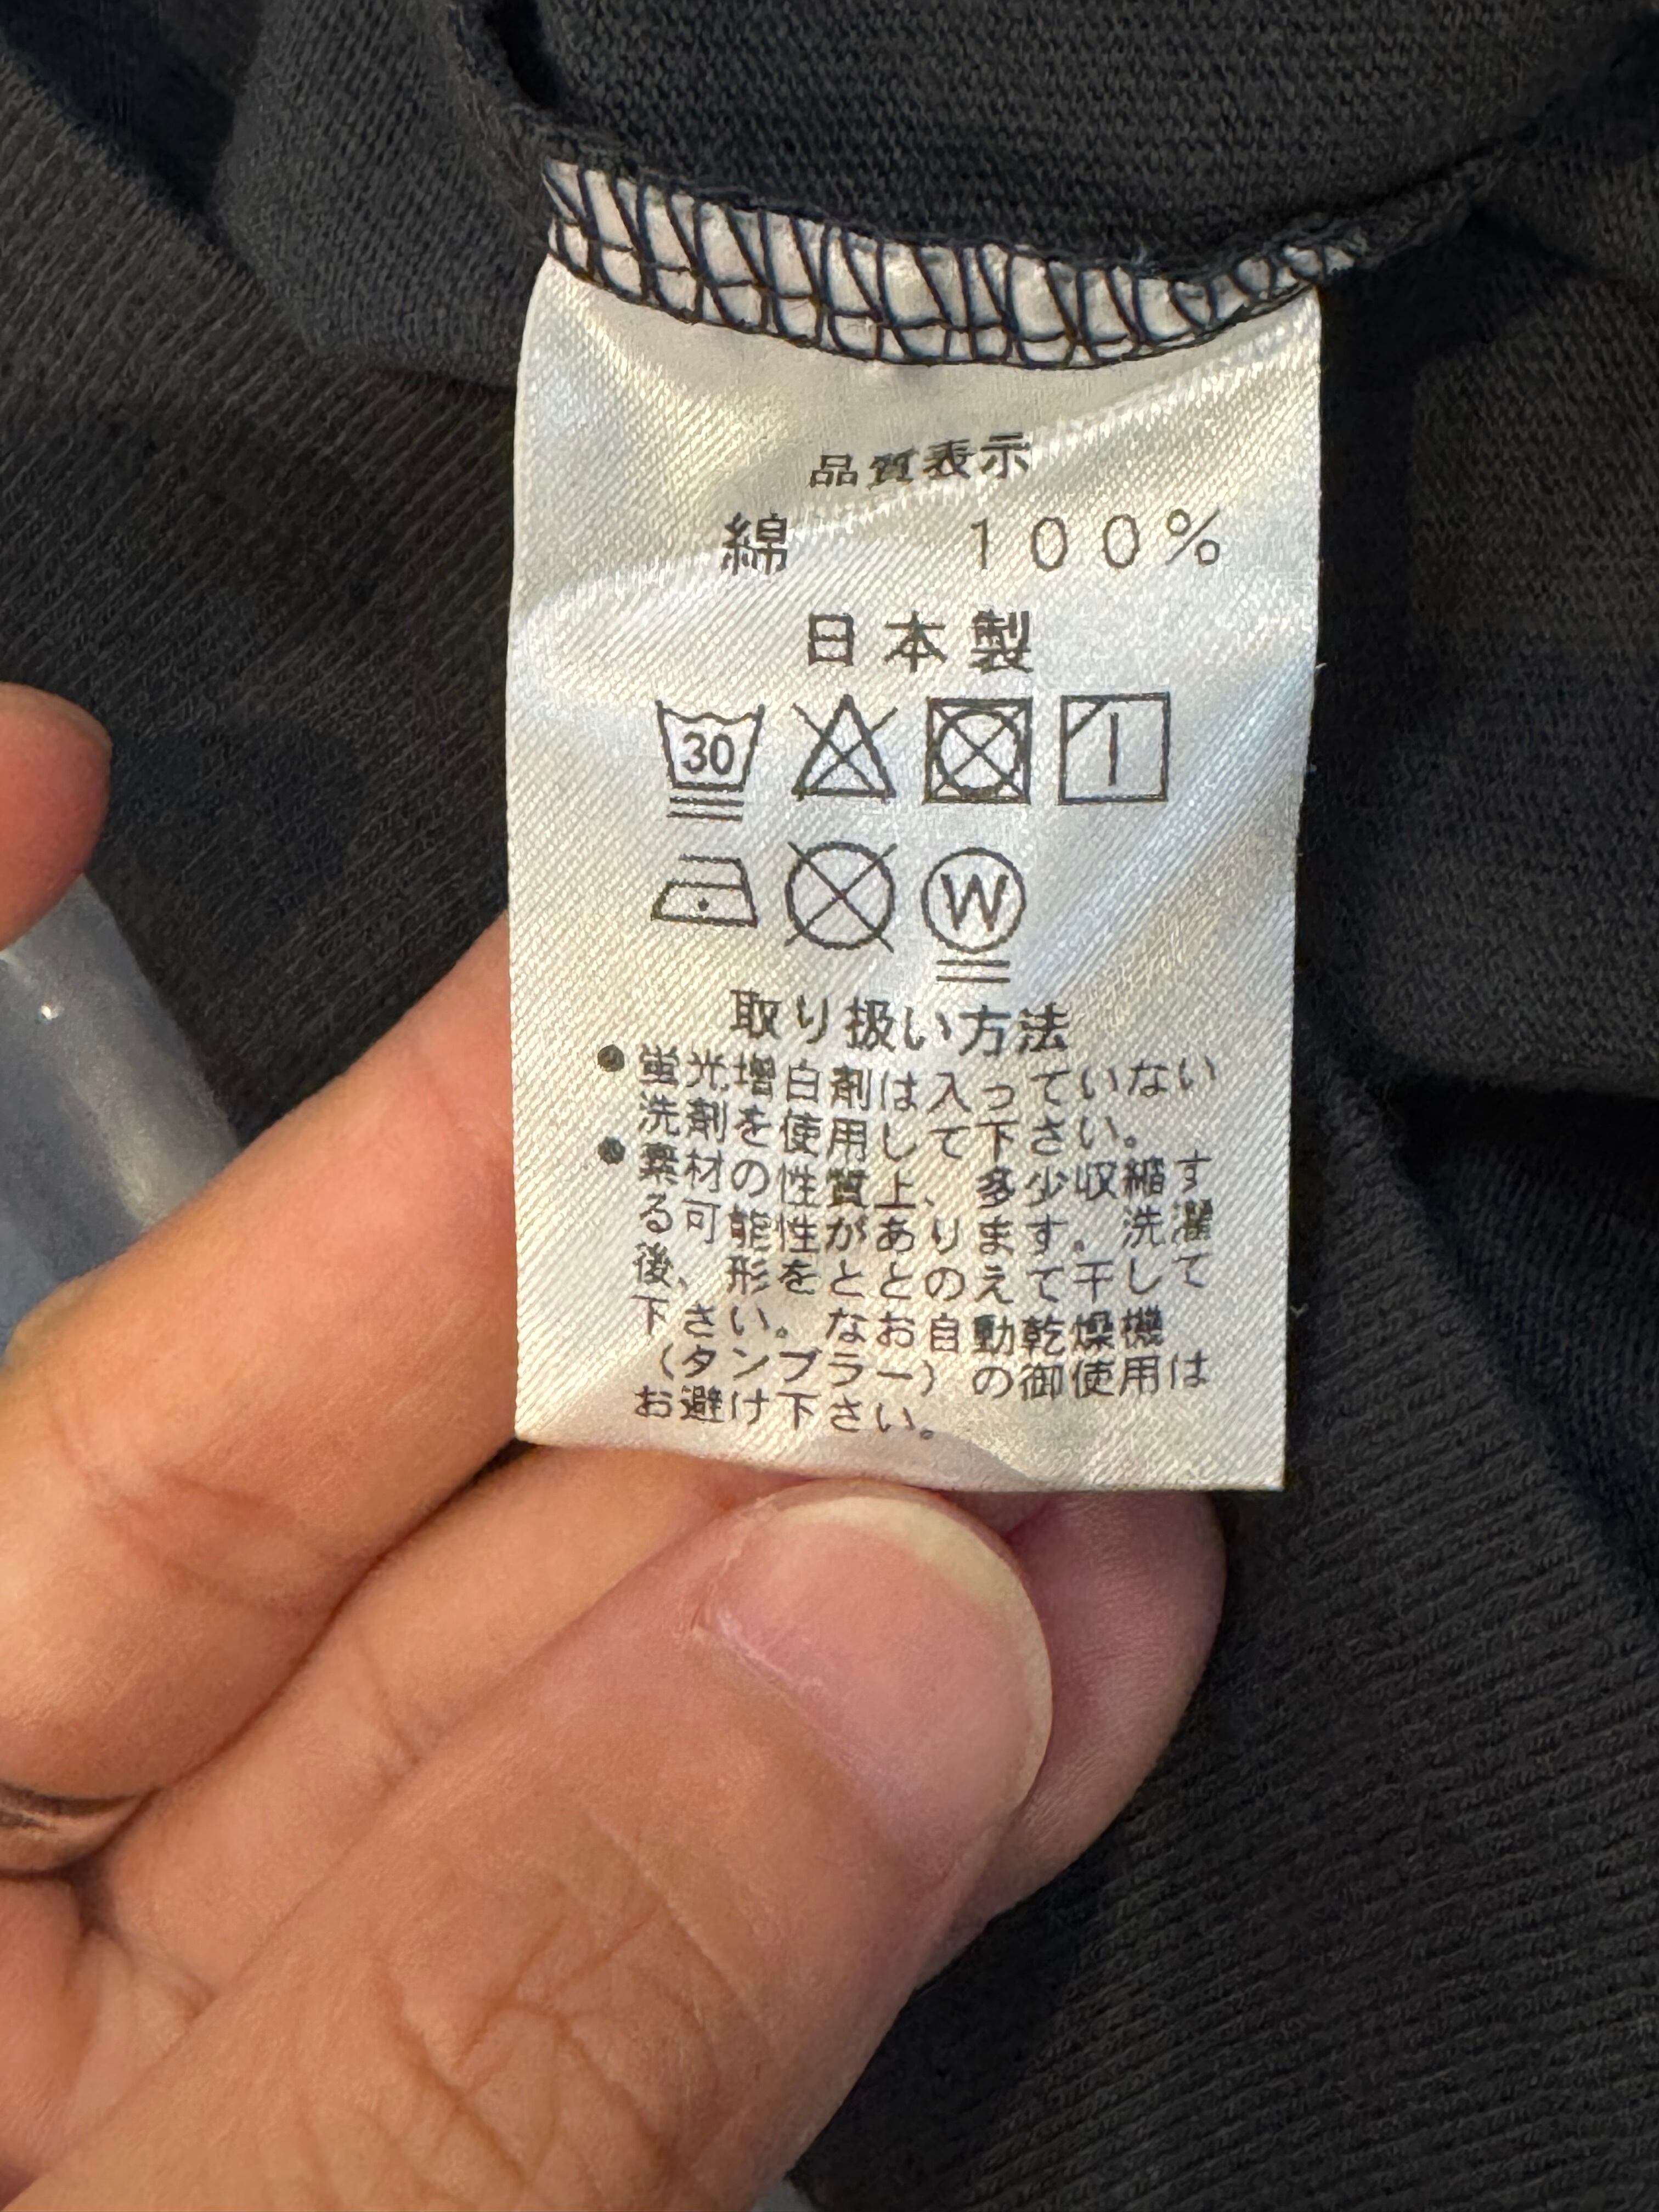 品質表示
綿 100%
日本製
30
W
取り扱い方法
●蛍光増白剤は入っていない
洗剤を使用して下さい。
●素材の性質上、多少収縮す
る可能性があります。洗濯
後、形をととのえて干して
下さい。なお自動乾燥機
（タンブラー）の御使用は
お避け下さい。